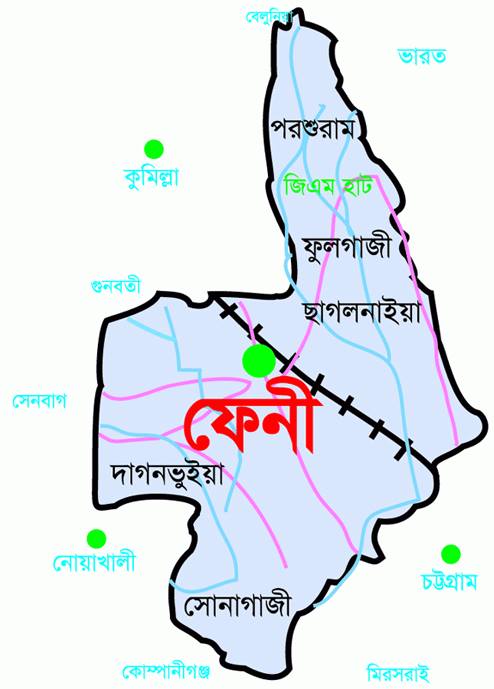 বেলুনিয়া
ভারত
পরশুরাম
কুমিল্লা
জিএম হাট
ফুলগাজী
গুনবতী
ছাগলনাইয়া
সেনবাগ
ফেনী
দাগনভুইয়া
নোয়াখালী
চট্টগ্রাম
সোনাগাজী
কোম্পানীগঞ্জ
মিরসরাই